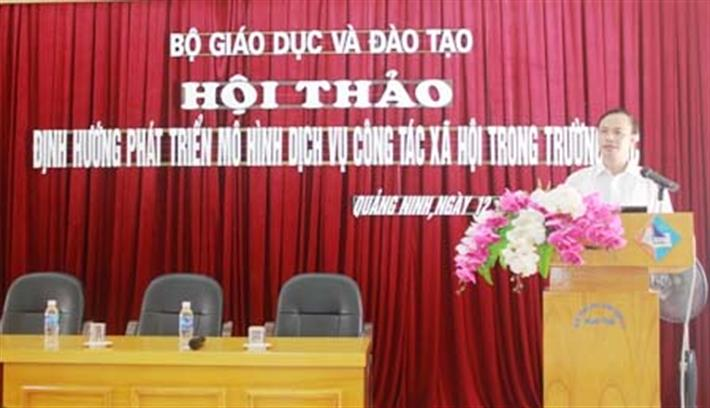 BỘ GIÁO DỤC VÀ ĐÀO TẠO
HỘI THẢO
ĐỊNH HƯỚNG PHÁT TRIỂN MÔ HÌNH DỊCH VỤ CÔNG TÁC XÃ HỘI TRONG TRƯỜNG
QUẢNG NINH, NGÀY 12